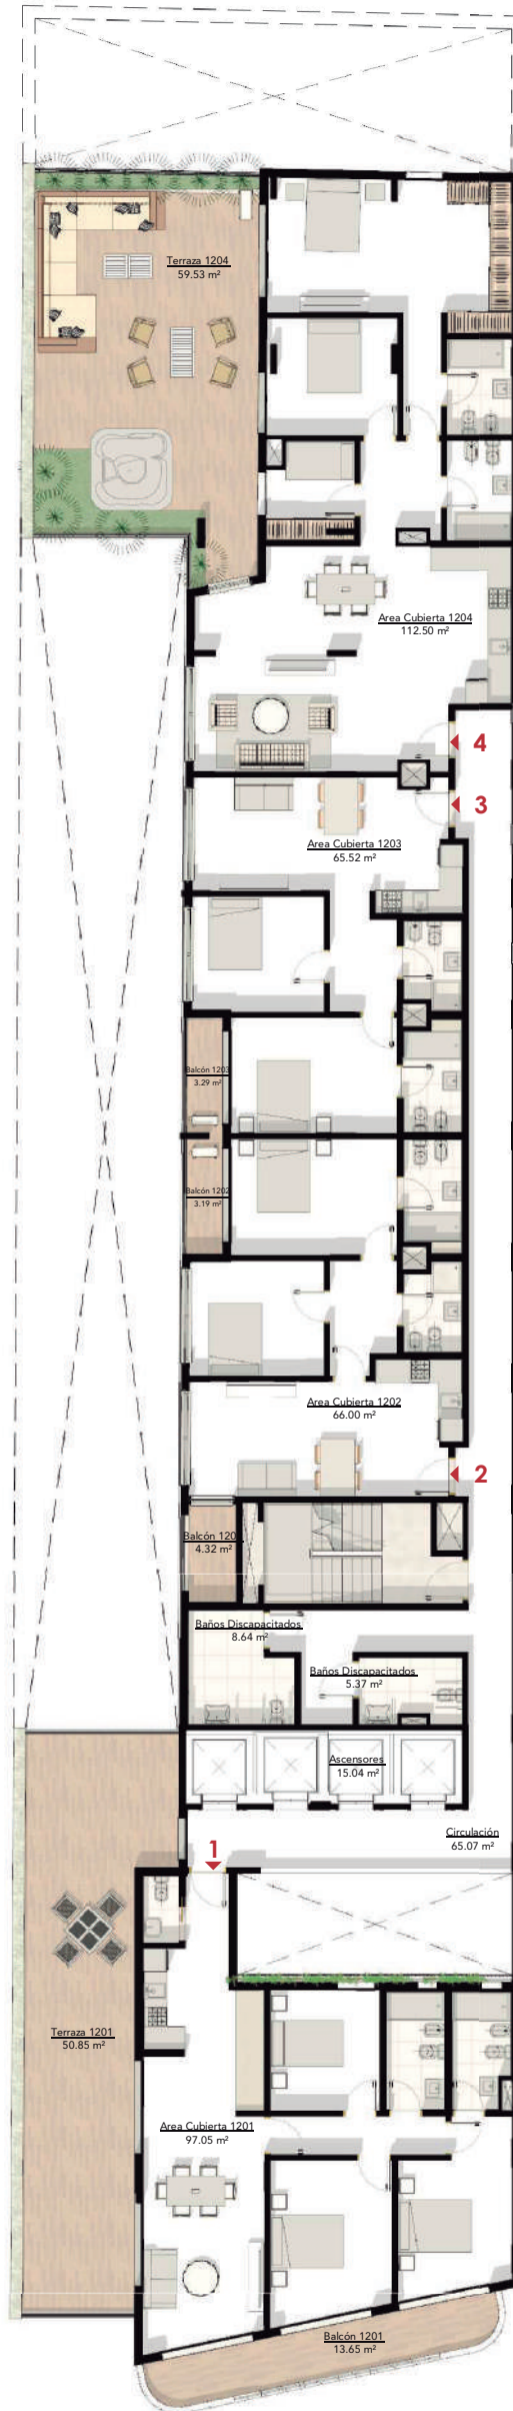 Terraza 1204
59.53 m²
Area Cubierta 1204
112.50 m²
4
3
Area Cubierta 1203
65.52 m²
Balcón 1203
3.29 m²
Balcón 1202
3.19 m²
Area Cubierta 1202
66.00 m²
2
Balcón 120
4.32 m²
Baños Discapacitados
8.64 m²
Baños Discapacitados
5.37 m²
Ascensores
15.04 m²
Circulación
65.07 m²
1
Terraza 1201
50.85 m²
Area Cubierta 1201
97.05 m²
Balcón 1201
13.65 m²